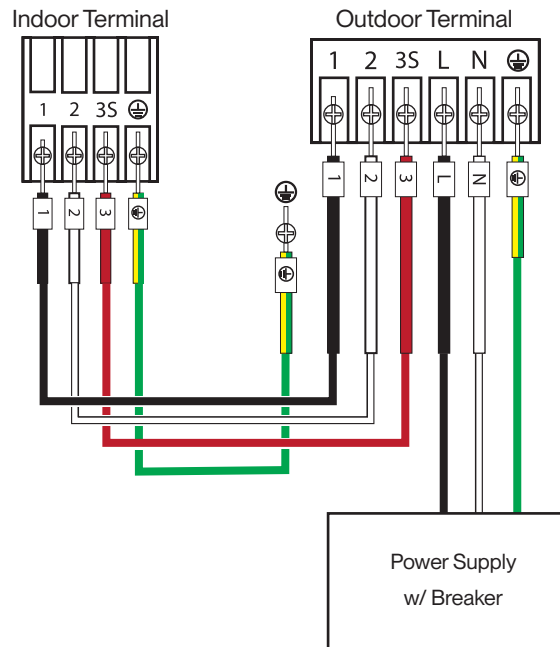 Indoor Terminal
Outdoor Terminal
1 2 3S L N ⏚
1 2 3S ⏚
1 2 3 ⏚
⏚
⏚
1 2 3 L N ⏚
Power Supply
w/ Breaker